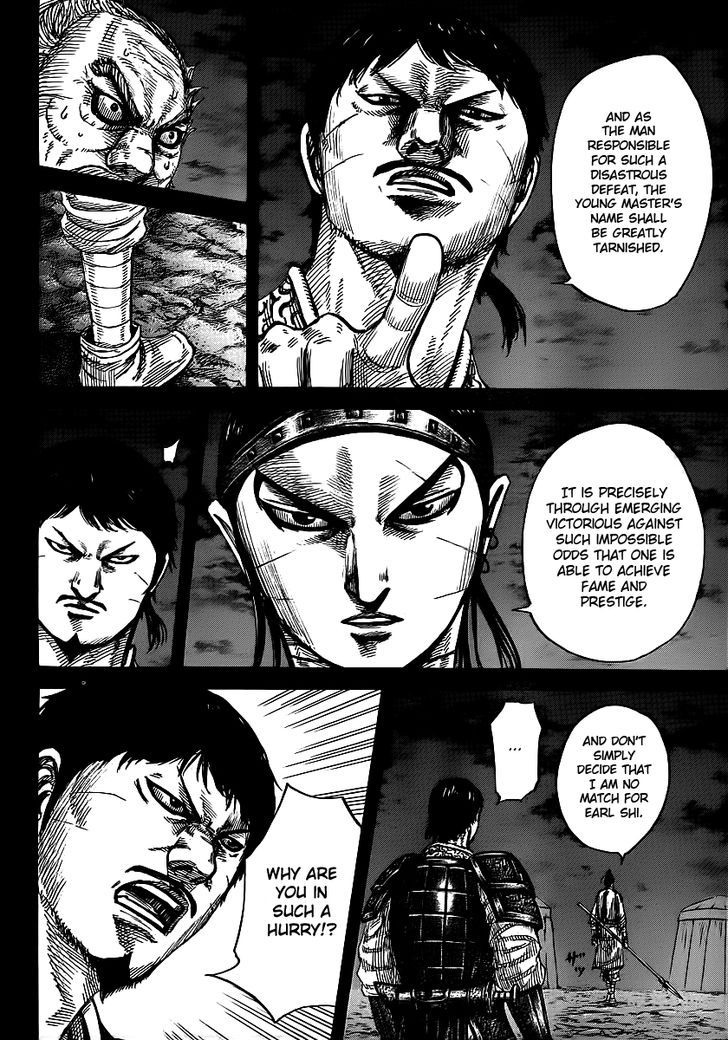 AND AS
THE MAN
RESPONSIBLE
FOR SUCH A
DISASTROUS
DEFEAT, THE
YOUNG MASTER'S
NAME SHALL
BE GREATLY
TARNISHED.
IT IS PRECISELY
THROUGH EMERGING
VICTORIOUS AGAINST
SUCH IMPOSSIBLE
ODDS THAT ONE IS
ABLE TO ACHIEVE
FAME AND
PRESTIGE.
AND DON'T
SIMPLY
DECIDE THAT
I AM NO
MATCH FOR
EARL SHI.
...
WHY ARE
YOU IN
SUCH A
HURRY!?